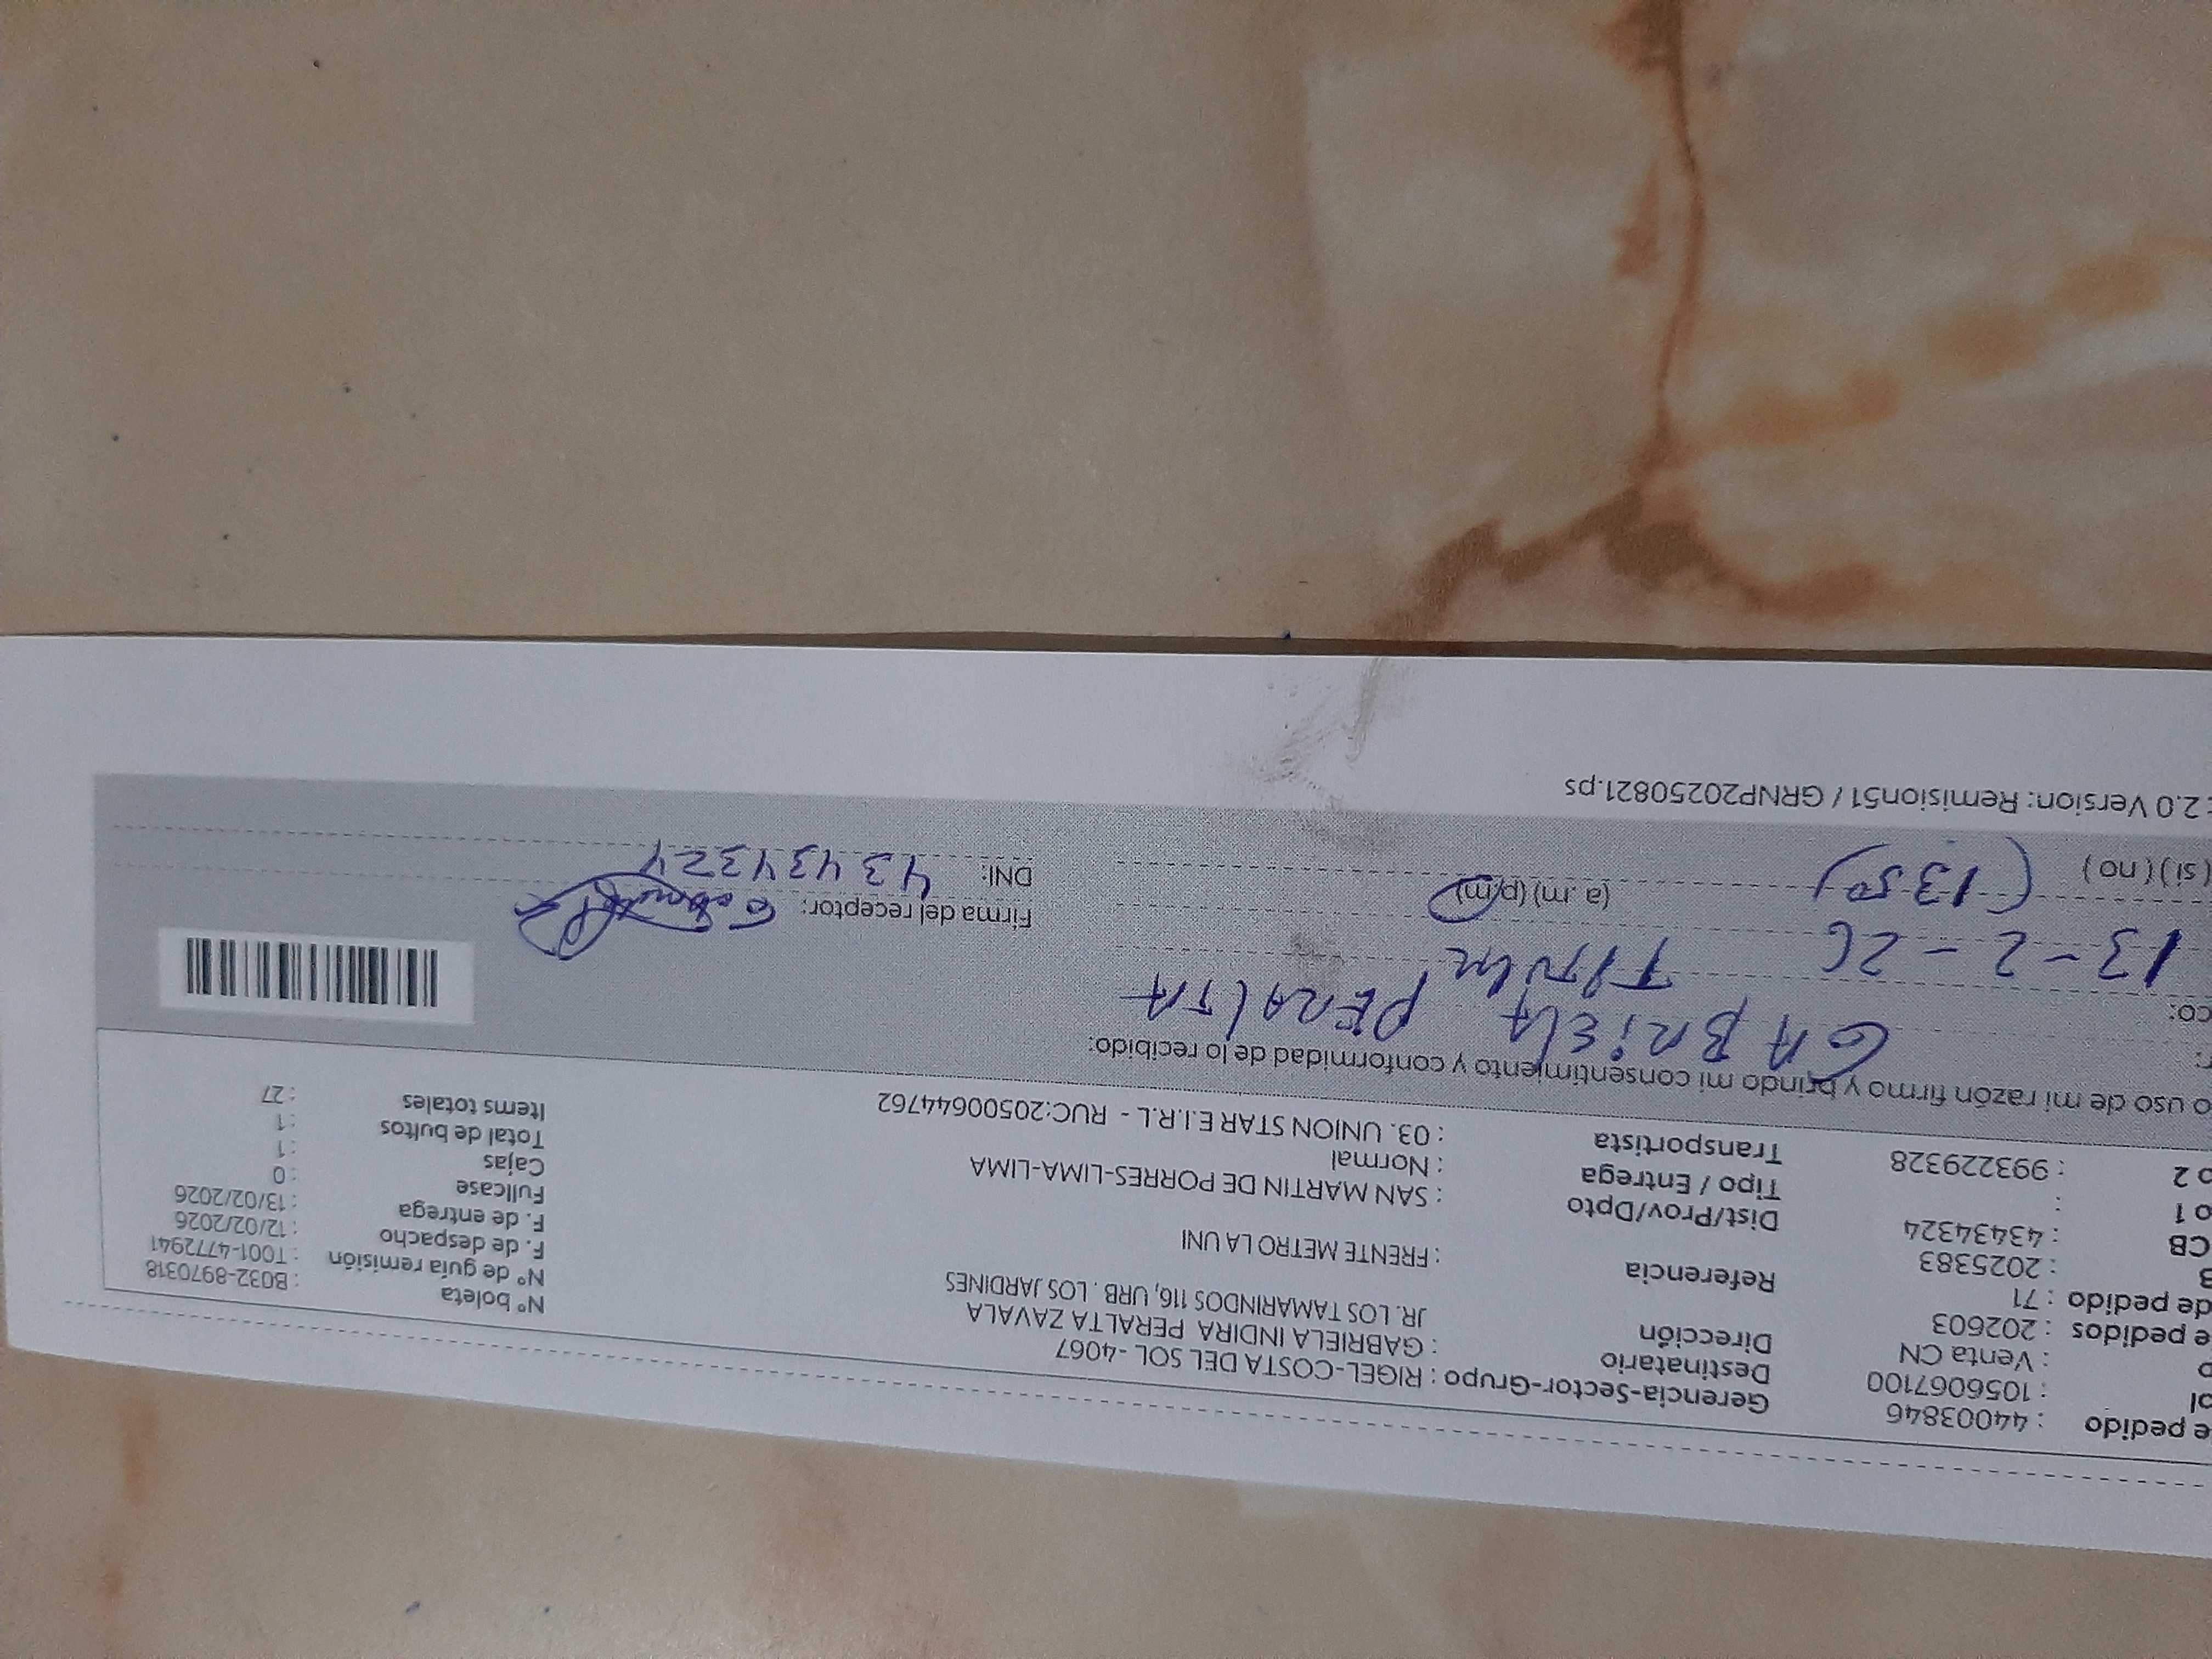 e pedido : 44003846 Gerencia-Sector-Grupo : RIGEL-COSTA DEL SOL -4067
ol : 1056067100 Destinatario : GABRIELA INDIRA PERALTA ZAVALA
: Venta CN Dirección JR. LOS TAMARINDOS 116, URB . LOS JARDINES
e pedidos : 202603
de pedido : 71 Referencia : FRENTE METRO LA UNI
B : 2025383
CB : 43434324 Dist/Prov/Dpto : SAN MARTIN DE PORRES-LIMA-LIMA
o 1 : Tipo / Entrega : Normal
o 2 : 993229328 Transportista : 03. UNION STAR E.I.R.L - RUC:20500644762
Nº boleta : B032-8970318
Nº de guía remisión : T001-4772941
F. de despacho : 12/02/2026
F. de entrega : 13/02/2026
Fullcase : 0
Cajas : 1
Total de bultos : 1
Items totales : 27
o uso de mi razón firmo y brindo mi consentimiento y conformidad de lo recibido:
r: GABRiELA PERALTA
co:
13-2-26 (a .m) (p.m)
(si) (no) (1350)
Firma del receptor:
DNI: 43434324
: 2.0 Version: Remision51 / GRNP20250821.ps